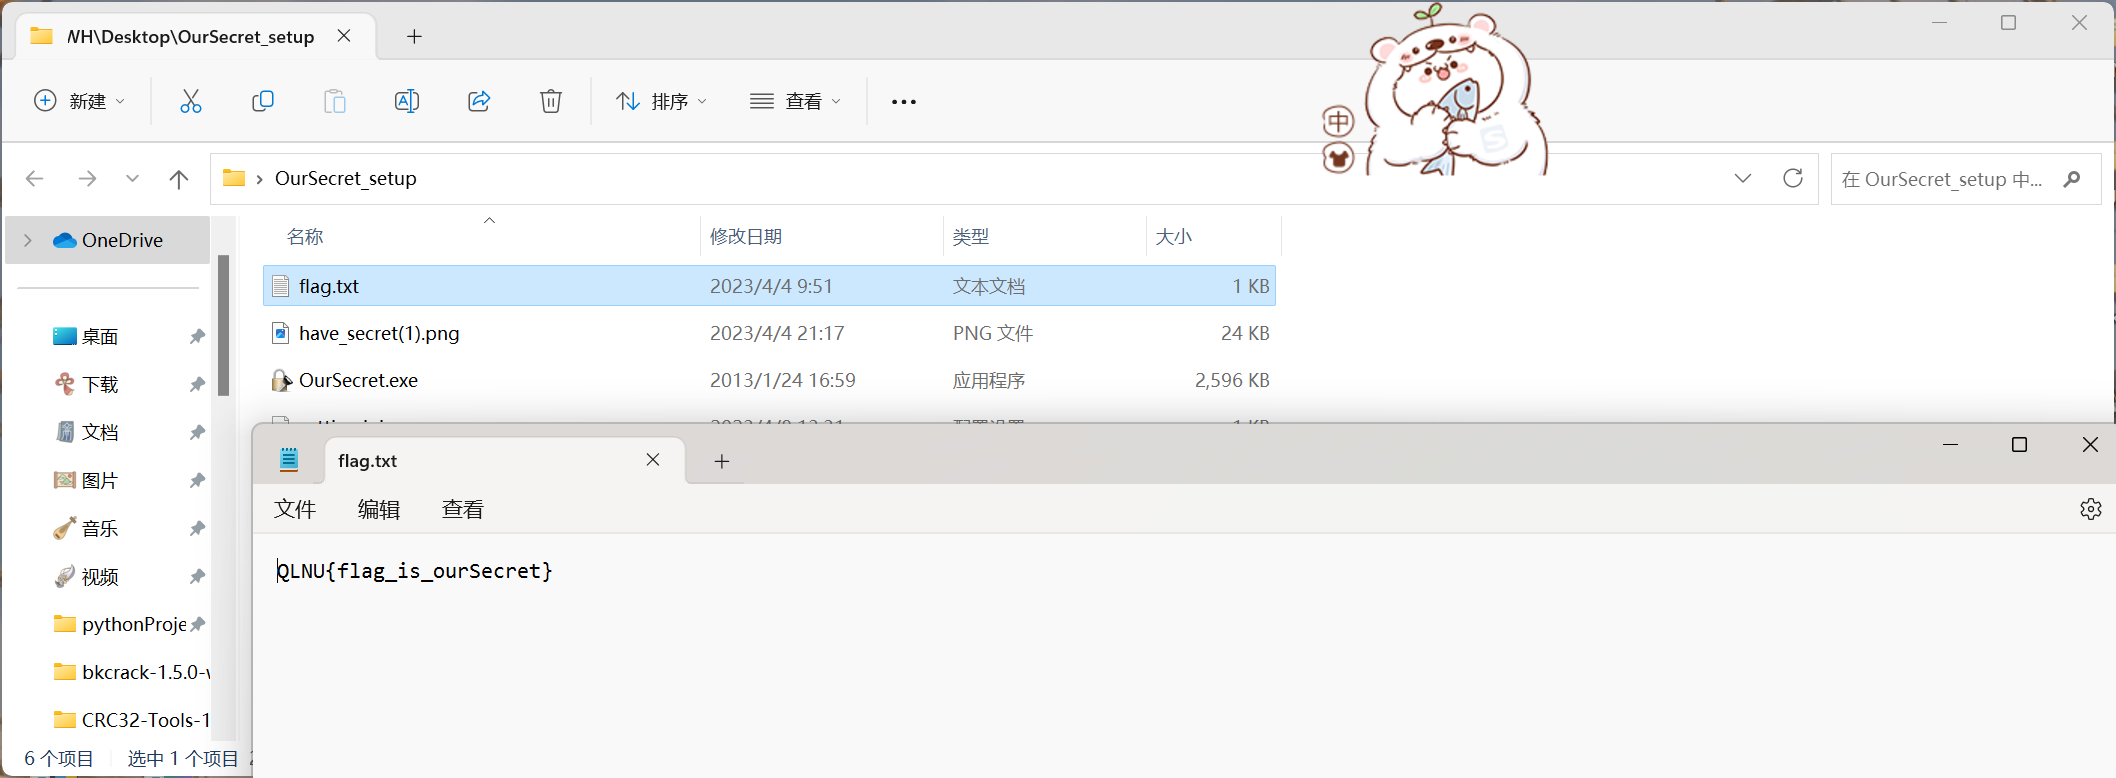 WH\Desktop\OurSecret_setup
新建
排序
查看
中
OurSecret_setup
在 OurSecret_setup 中...
OneDrive
名称 修改日期 类型 大小
flag.txt 2023/4/4 9:51 文本文档 1 KB
have_secret(1).png 2023/4/4 21:17 PNG 文件 24 KB
OurSecret.exe 2013/1/24 16:59 应用程序 2,596 KB
桌面
下载
文档
图片
音乐
视频
pythonProje
bkcrack-1.5.0-
CRC32-Tools-1
6 个项目 选中 1 个项目
flag.txt
文件 编辑 查看
QLNU{flag_is_ourSecret}